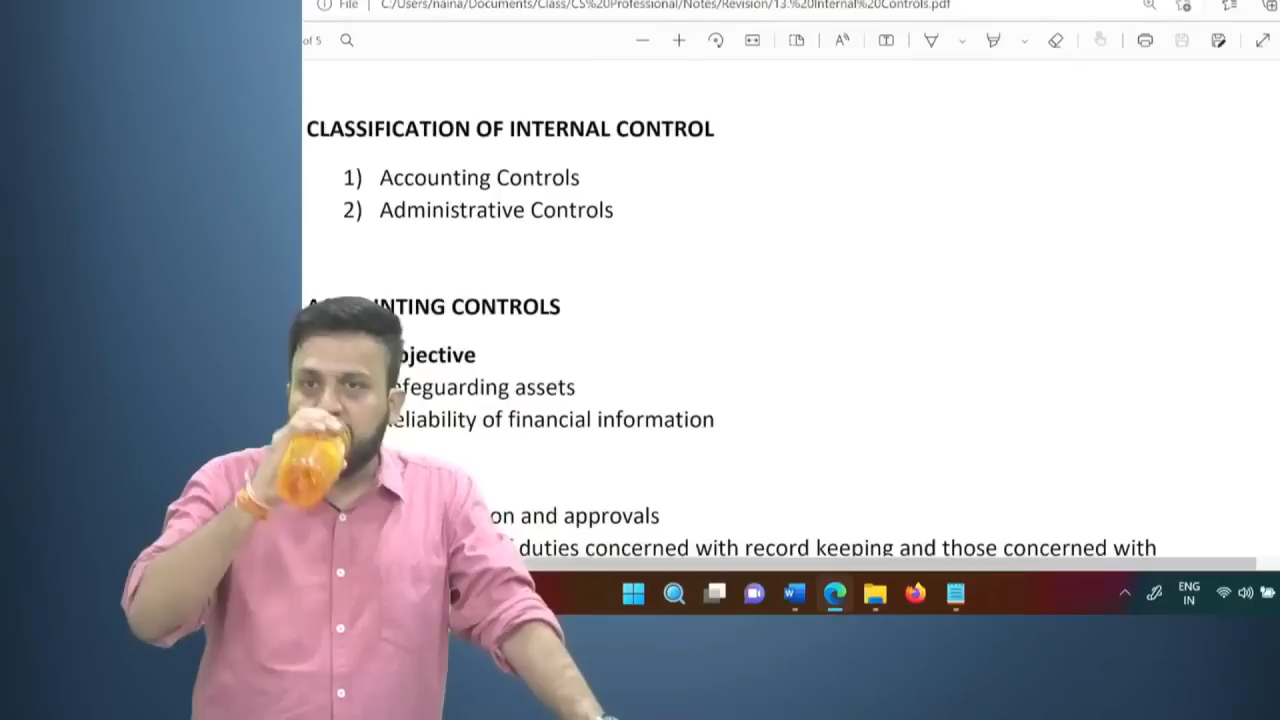 File | C:/Users/naina/Documents/Class/CS%20Professional/Notes/Revision/13.%20Internal%20Controls.pdf
of 5
CLASSIFICATION OF INTERNAL CONTROL
1) Accounting Controls
2) Administrative Controls
NTING CONTROLS
bjective
feguarding assets
eliability of financial information
on and approvals
duties concerned with record keeping and those concerned with
ENG
IN